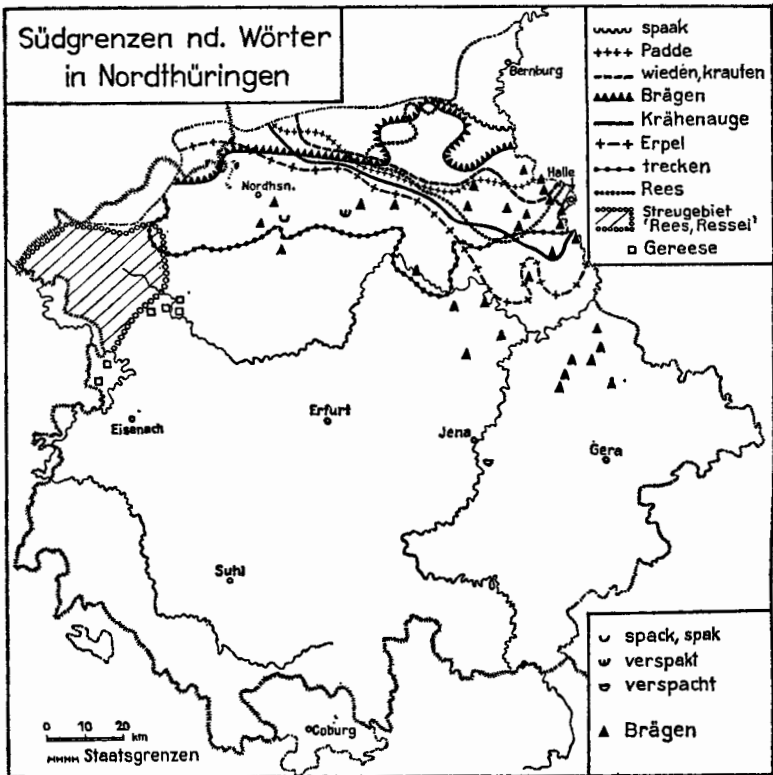 Südgrenzen nd. Wörter
in Nordthüringen
spaak
Padde
wieden, kraufen
Brägen
Krähenauge
Erpel
trecken
Rees
Streugebiet
'Rees, Ressel'
Gereese
Bernburg
Halle
Nordhsn.
Eisenach
Erfurt
Jena
Gera
Suhl
Coburg
0 10 20
km
Staatsgrenzen
spack, spak
verspakt
verspacht
Brägen